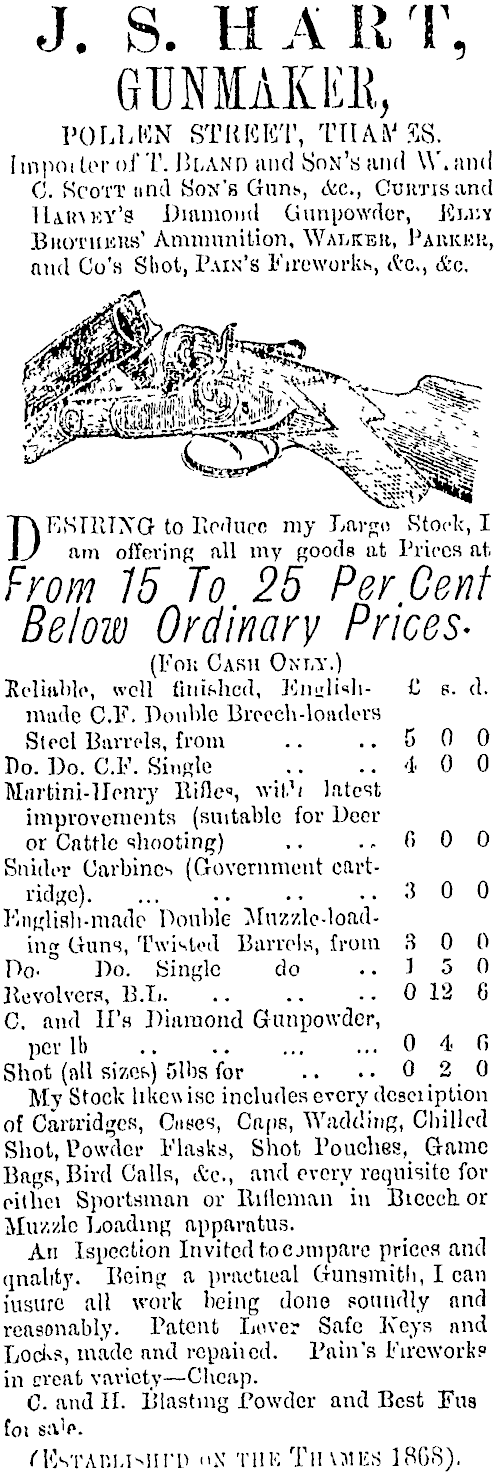 J. S. HART,
GUNMAKER,
POLLEN STREET, THAMES.
Importer of T. BLAND and SON'S and W. and
C. SCOTT and SON'S Guns, &c., CURTIS and
HARVEY'S Diamond Gunpowder, ELEY
BROTHERS' Ammunition, WALKER, PARKER,
and Co's Shot, PAIN'S Fireworks, &c., &c.
DESIRING to Reduce my Large Stock, I
am offering all my goods at Prices at
From 15 To 25 Per Cent
Below Ordinary Prices.
(FOR CASH ONLY.)
Reliable, well finished, English- £ s. d.
made C.F. Double Breech-loaders
Steel Barrels, from .. .. 5 0 0
Do. Do. C.F. Single .. .. 4 0 0
Martini-Henry Rifles, with latest
improvements (suitable for Deer
or Cattle shooting) .. .. 6 0 0
Snider Carbines (Government cart-
ridge). ... .. .. .. 3 0 0
English-made Double Muzzle-load-
ing Guns, Twisted Barrels, from 3 0 0
Do. Do. Single do .. 1 5 0
Revolvers, B.L. .. .. .. 0 12 6
C. and H's Diamond Gunpowder,
per lb .. .. ... ... 0 4 6
Shot (all sizes) 5lbs for .. .. 0 2 0
My Stock likewise includes every description
of Cartridges, Cases, Caps, Wadding, Chilled
Shot, Powder Flasks, Shot Pouches, Game
Bags, Bird Calls, &c., and every requisite for
either Sportsman or Rifleman in Breech or
Muzzle Loading apparatus.
An Ispection Invited to compare prices and
quality. Being a practical Gunsmith, I can
insure all work being done soundly and
reasonably. Patent Lever Safe Keys and
Locks, made and repaired. Pain's Fireworks
in great variety—Cheap.
C. and H. Blasting Powder and Best Fus
for sale.
(ESTABLISHED ON THE THAMES 1868).